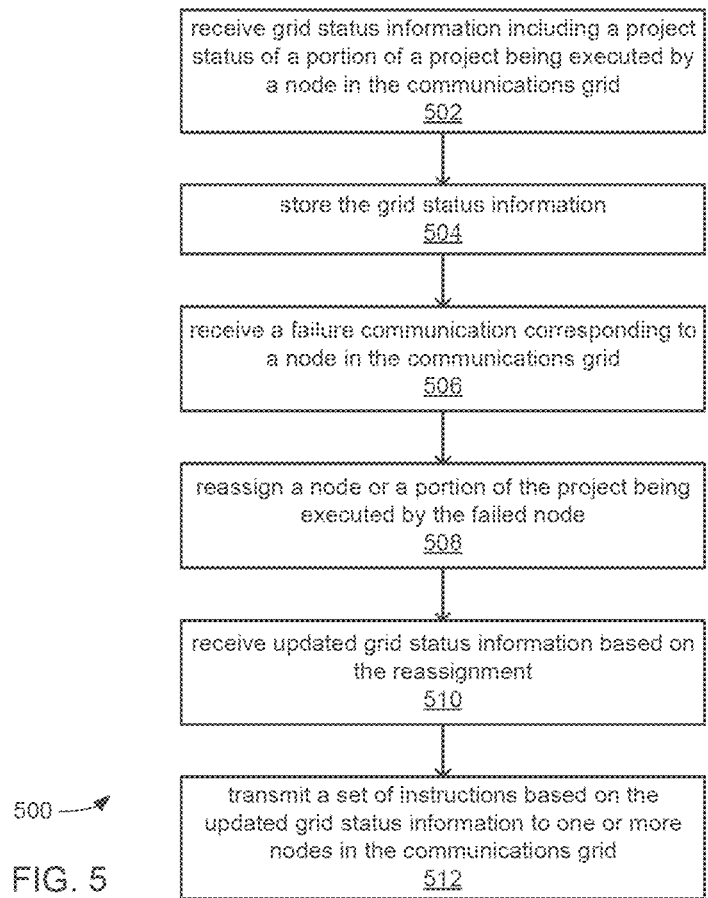 receive grid status information including a project
status of a portion of a project being executed by
a node in the communications grid
502
store the grid status information
504
receive a failure communication corresponding to
a node in the communications grid
506
reassign a node or a portion of the project being
executed by the failed node
508
receive updated grid status information based on
the reassignment
510
transmit a set of instructions based on the
updated grid status information to one or more
nodes in the communications grid
512
500
FIG. 5